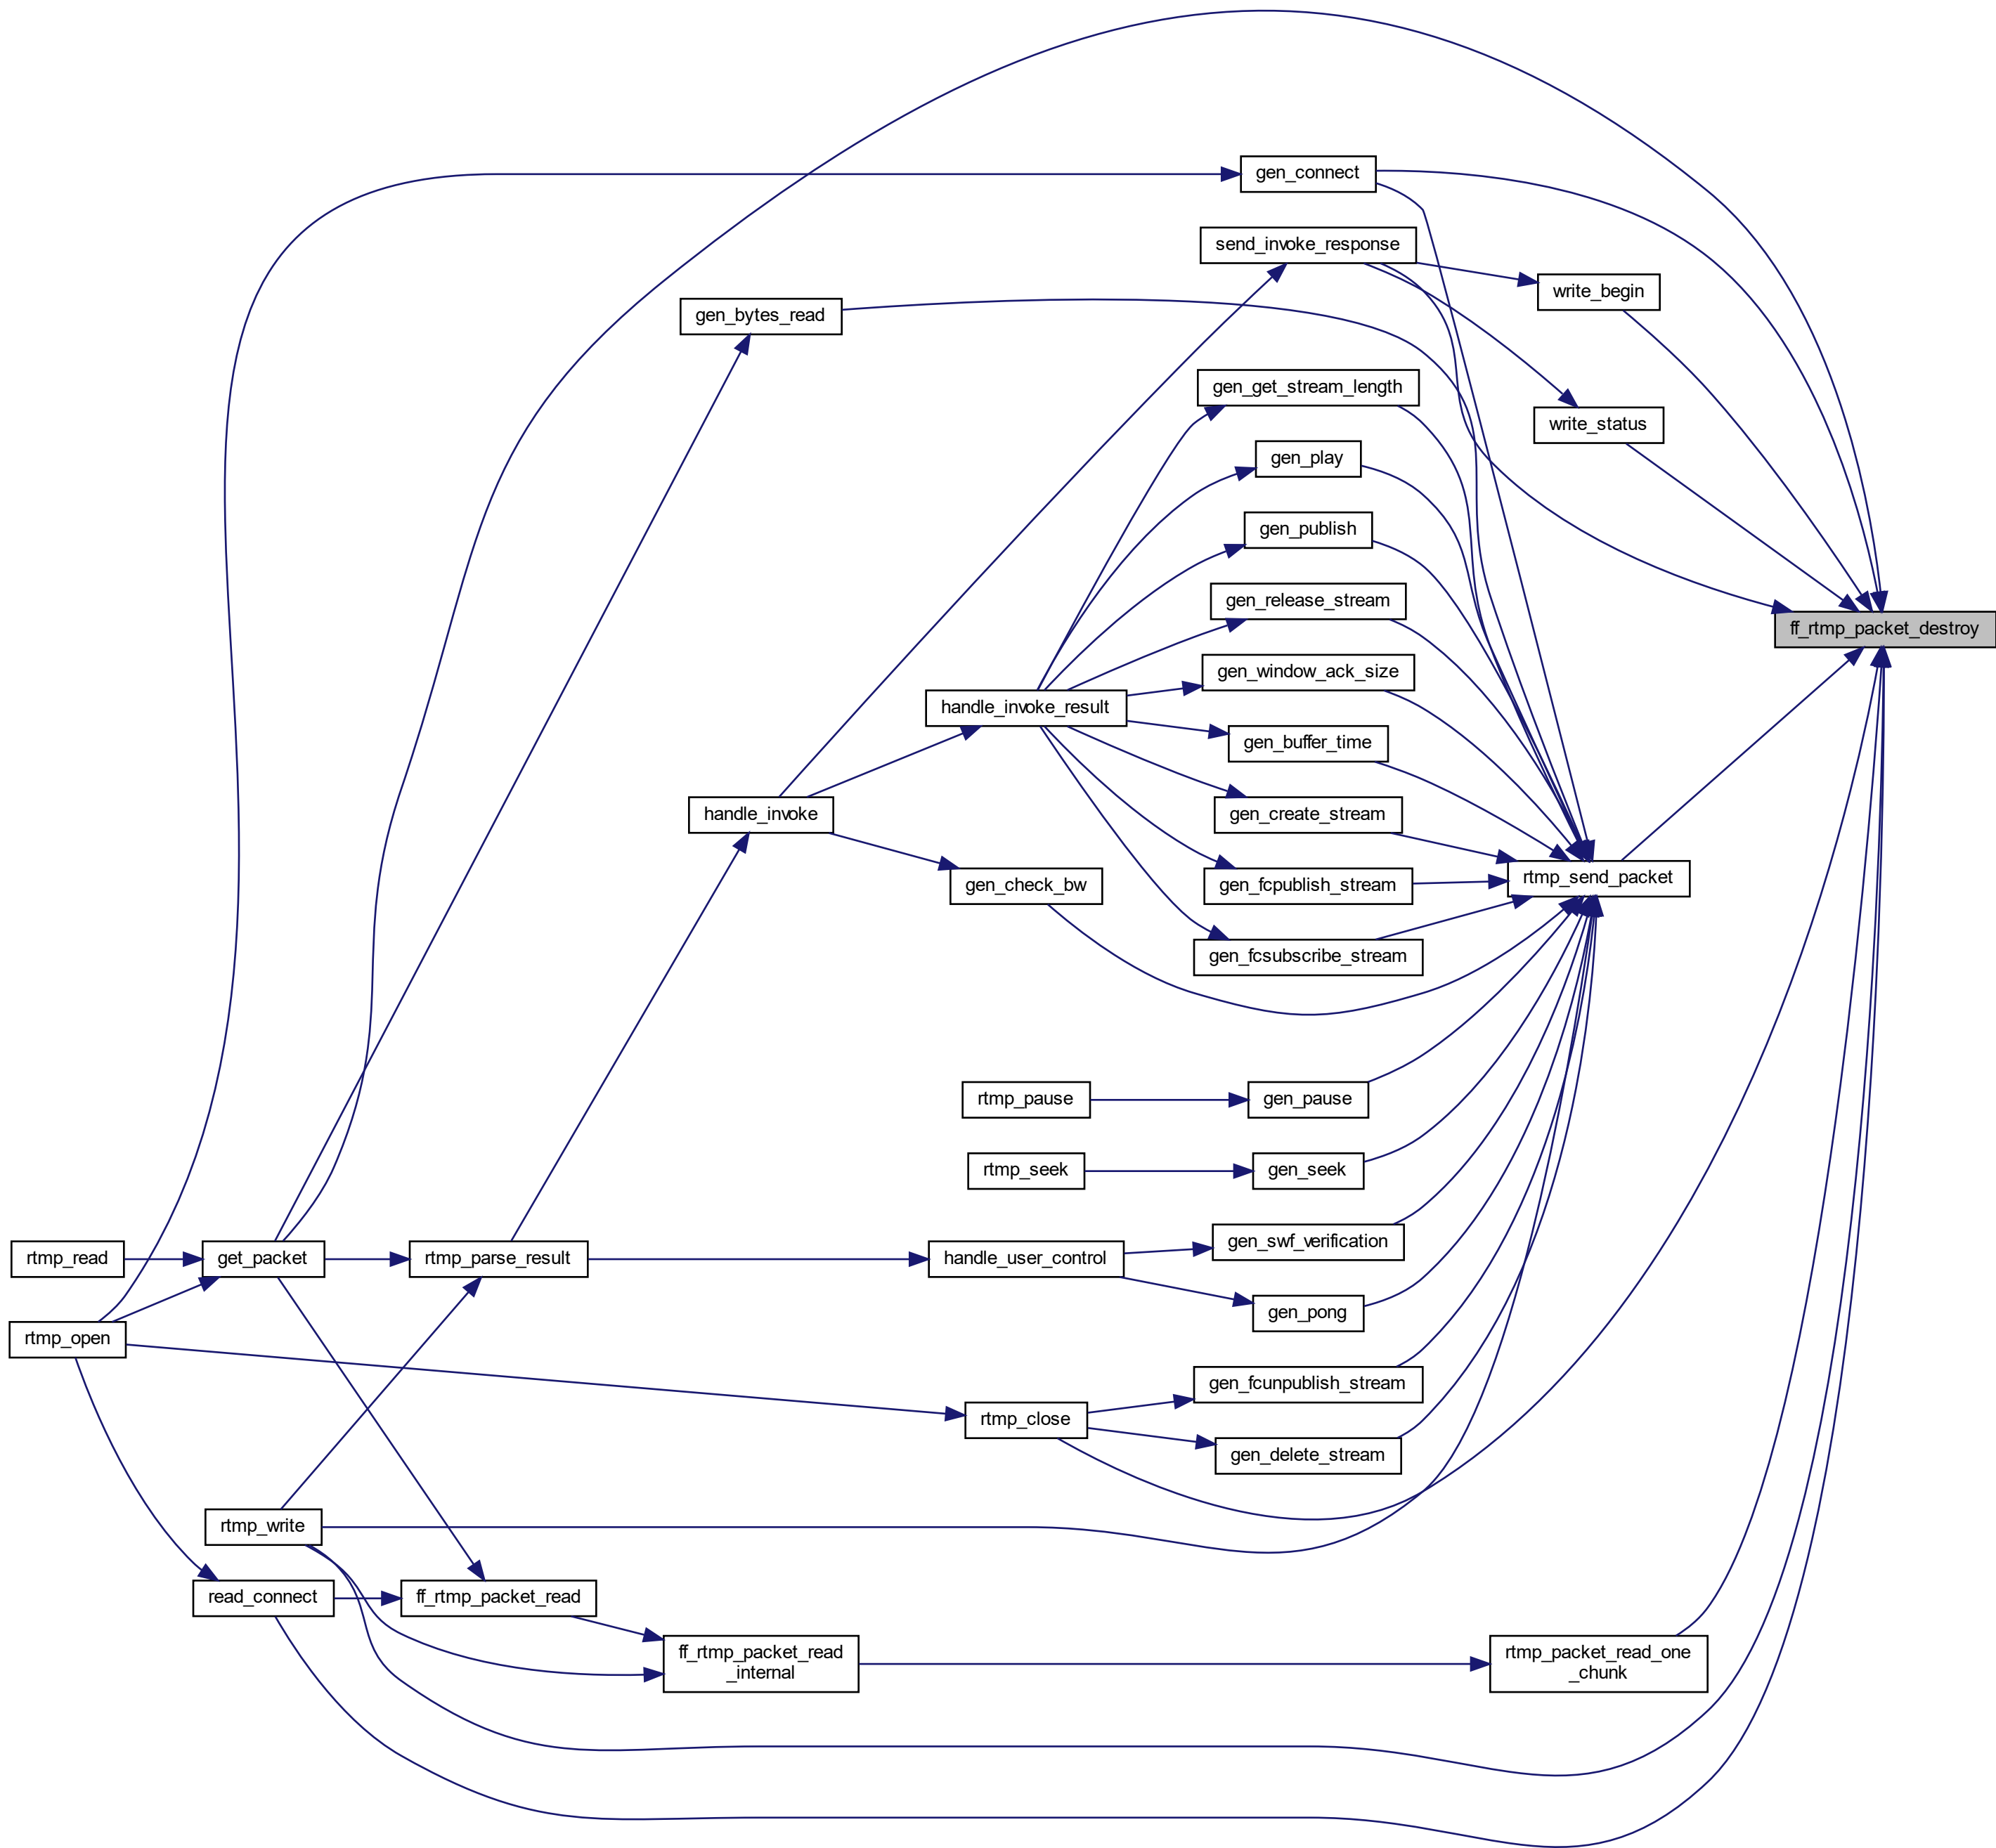 gen_connect
send_invoke_response
write_begin
gen_bytes_read
gen_get_stream_length
write_status
gen_play
gen_publish
gen_release_stream
ff_rtmp_packet_destroy
gen_window_ack_size
handle_invoke_result
gen_buffer_time
handle_invoke
gen_create_stream
rtmp_send_packet
gen_check_bw
gen_fcpublish_stream
gen_fcsubscribe_stream
rtmp_pause
gen_pause
rtmp_seek
gen_seek
gen_swf_verification
rtmp_read
get_packet
rtmp_parse_result
handle_user_control
gen_pong
rtmp_open
gen_fcunpublish_stream
rtmp_close
gen_delete_stream
rtmp_write
read_connect
ff_rtmp_packet_read
ff_rtmp_packet_read
_internal
rtmp_packet_read_one
_chunk